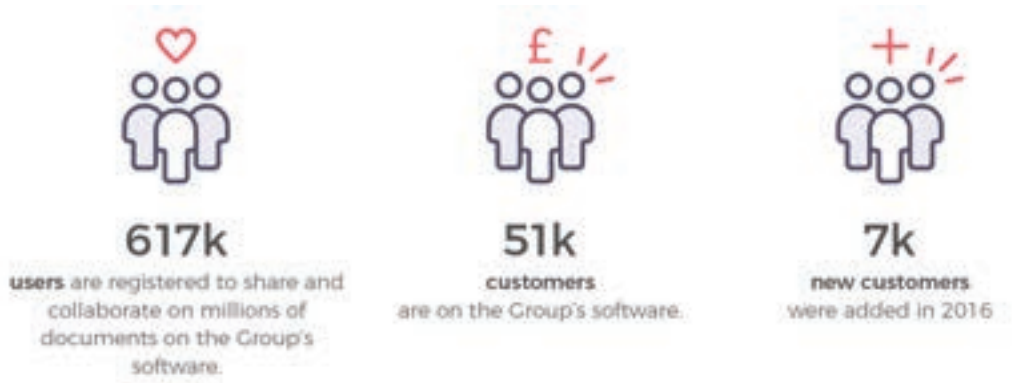 £
+
617k
users are registered to share and
collaborate on millions of
documents on the Group's
software.
51k
customers
are on the Group's software.
7k
new customers
were added in 2016